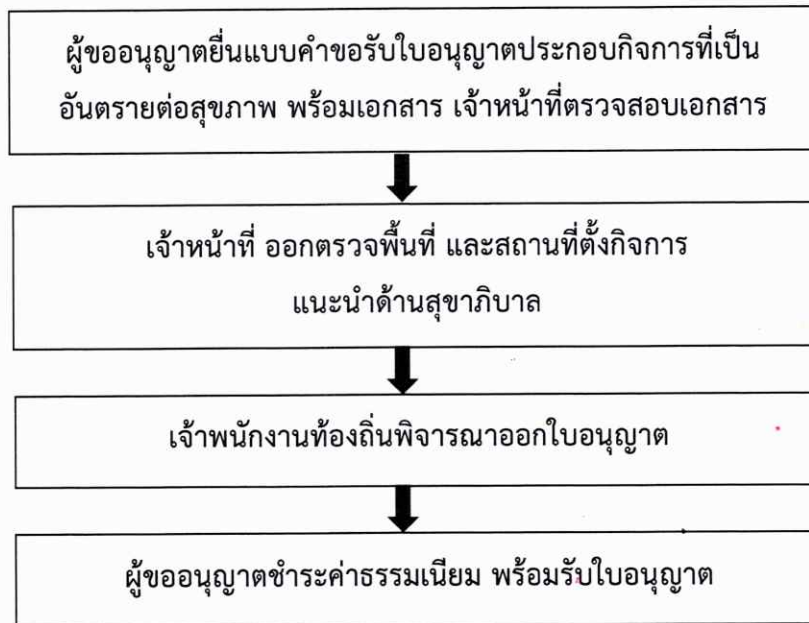 ผู้ขออนุญาตยื่นแบบคำขอรับใบอนุญาตประกอบกิจการที่เป็น
อันตรายต่อสุขภาพ พร้อมเอกสาร เจ้าหน้าที่ตรวจสอบเอกสาร
เจ้าหน้าที่ ออกตรวจพื้นที่ และสถานที่ตั้งกิจการ
แนะนำด้านสุขาภิบาล
เจ้าพนักงานท้องถิ่นพิจารณาออกใบอนุญาต
ผู้ขออนุญาตชำระค่าธรรมเนียม พร้อมรับใบอนุญาต